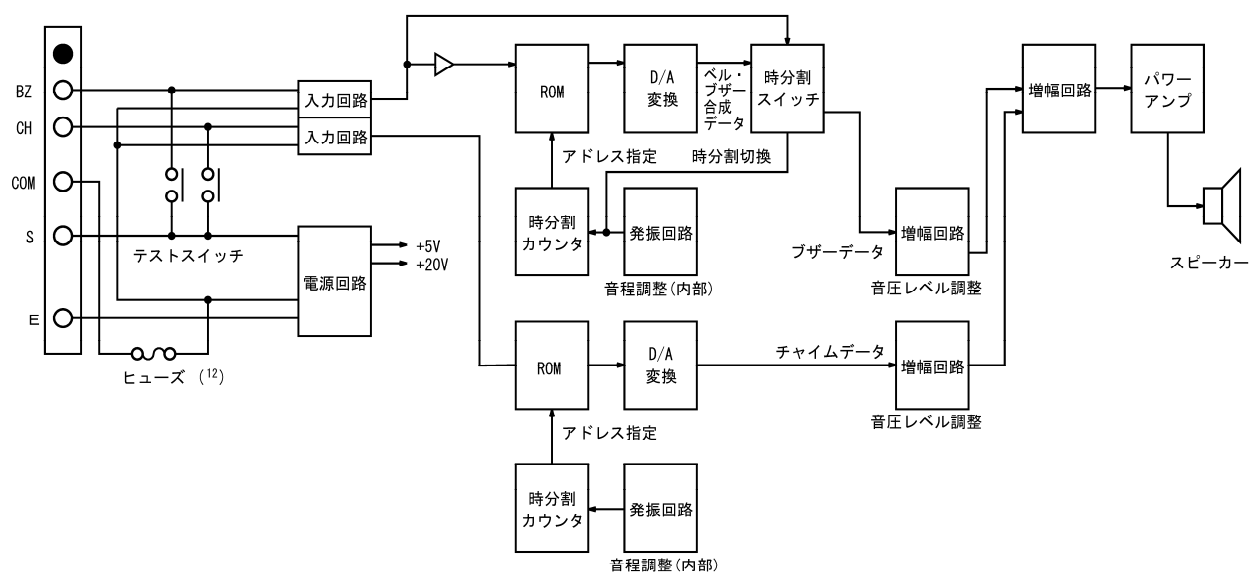 BZ
CH
COM
S
E
テストスイッチ
ヒューズ (12)
入力回路
入力回路
電源回路
+5V
+20V
ROM
D/A
変換
ベル・
ブザー
合成
データ
時分割
スイッチ
アドレス指定
時分割切換
時分割
カウンタ
発振回路
音程調整(内部)
ブザーデータ
増幅回路
音圧レベル調整
増幅回路
パワー
アンプ
スピーカー
ROM
D/A
変換
チャイムデータ
増幅回路
音圧レベル調整
アドレス指定
時分割
カウンタ
発振回路
音程調整(内部)